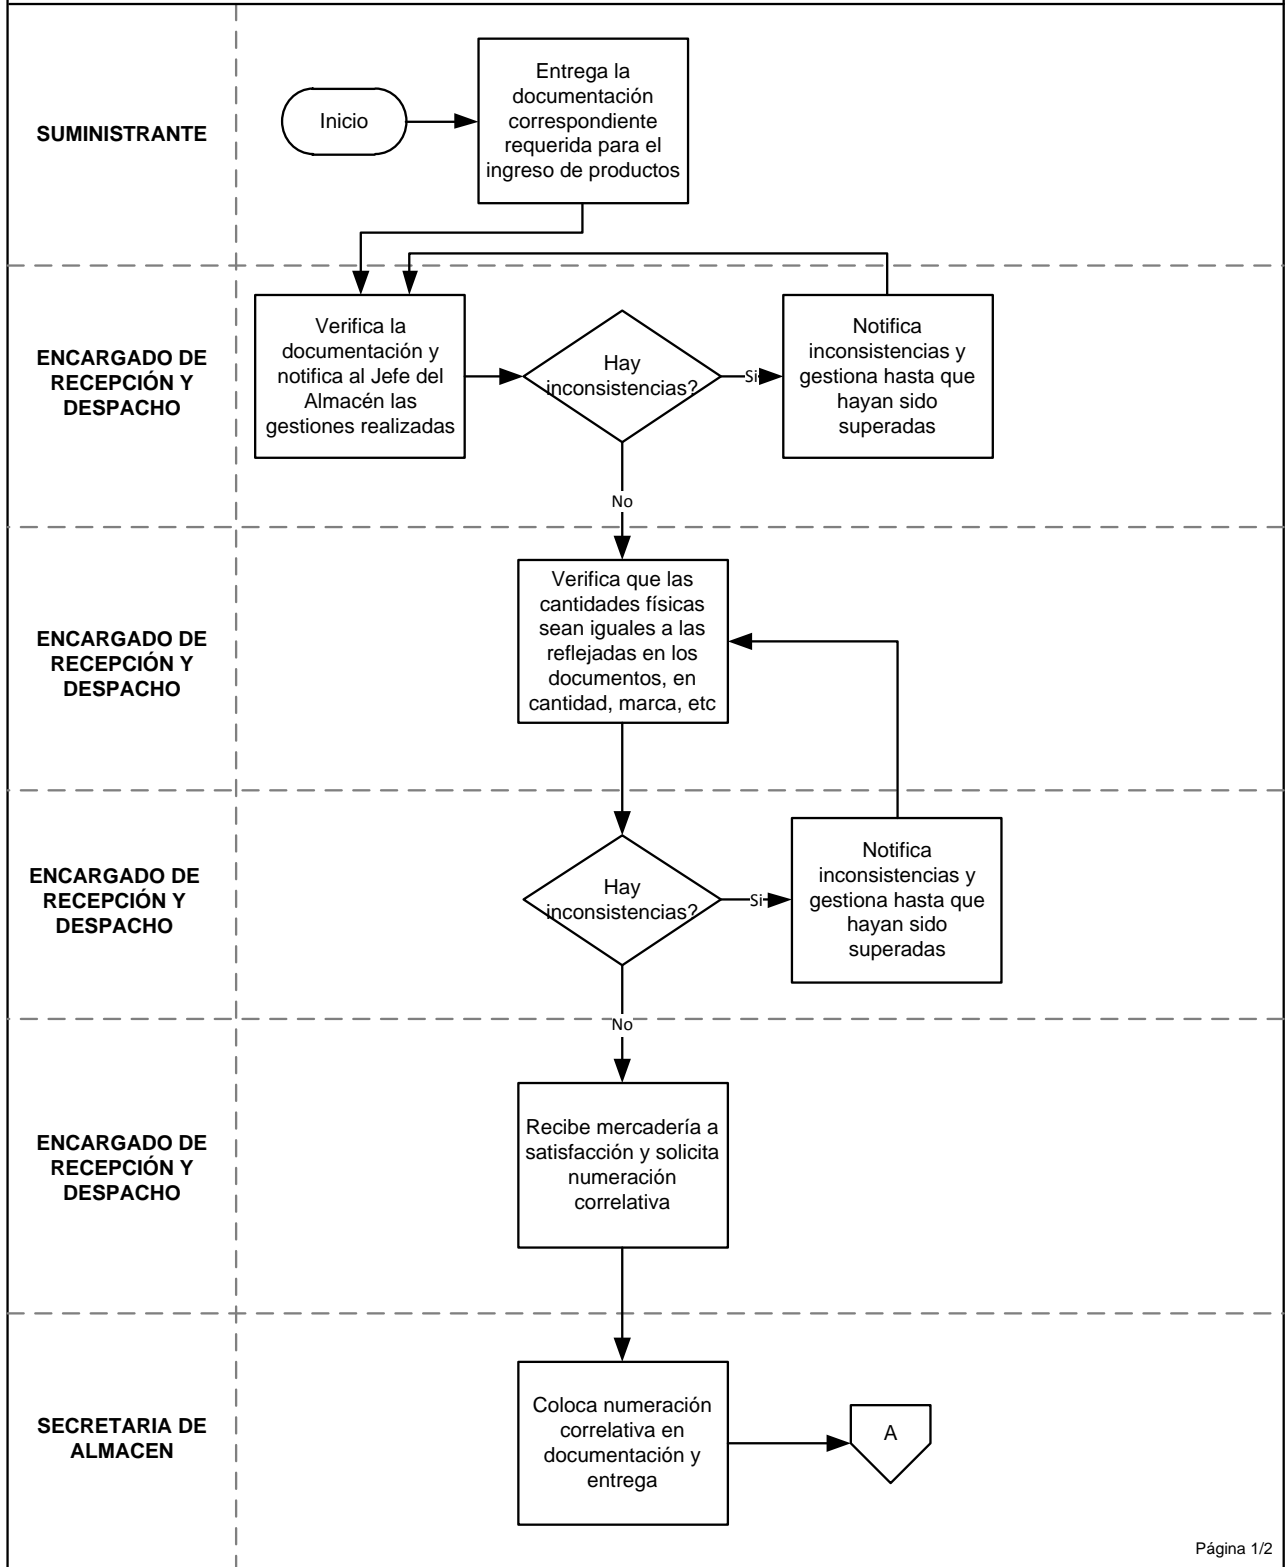 SUMINISTRANTE
Inicio
Entrega la
documentación
correspondiente
requerida para el
ingreso de productos
ENCARGADO DE
RECEPCIÓN Y
DESPACHO
Verifica la
documentación y
notifica al Jefe del
Almacén las
gestiones realizadas
Hay
inconsistencias?
Si
Notifica
inconsistencias y
gestiona hasta que
hayan sido
superadas
No
ENCARGADO DE
RECEPCIÓN Y
DESPACHO
Verifica que las
cantidades físicas
sean iguales a las
reflejadas en los
documentos, en
cantidad, marca, etc
ENCARGADO DE
RECEPCIÓN Y
DESPACHO
Hay
inconsistencias?
Si
Notifica
inconsistencias y
gestiona hasta que
hayan sido
superadas
No
ENCARGADO DE
RECEPCIÓN Y
DESPACHO
Recibe mercadería a
satisfacción y solicita
numeración
correlativa
SECRETARIA DE
ALMACEN
Coloca numeración
correlativa en
documentación y
entrega
A
Página 1/2